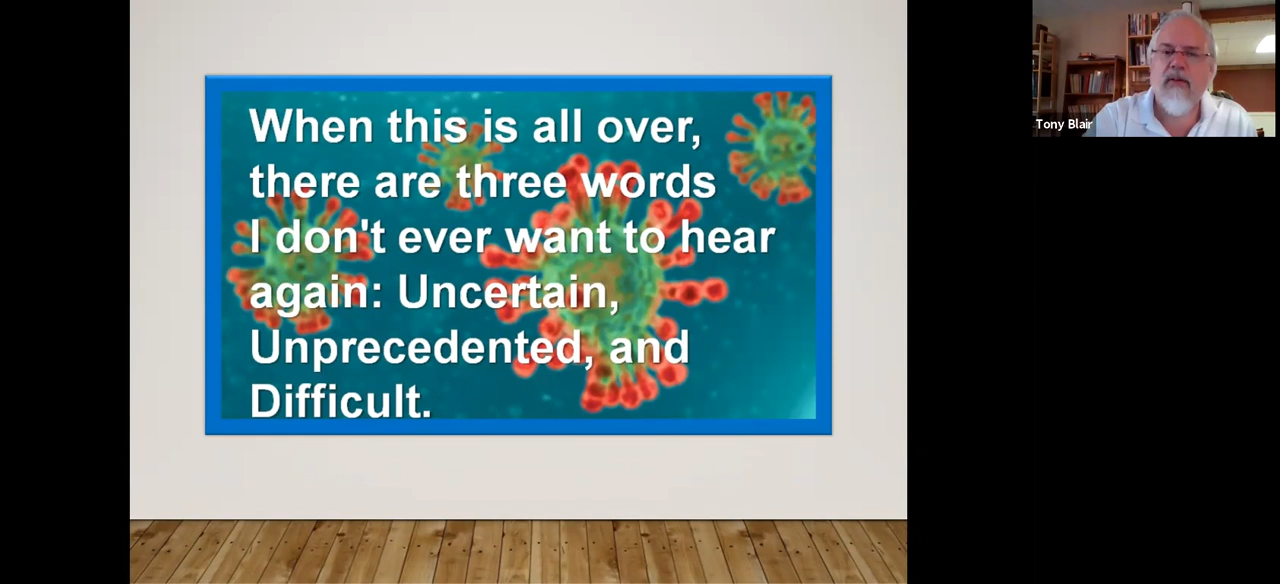 When this is all over,
there are three words
I don't ever want to hear
again: Uncertain,
Unprecedented, and
Difficult.
Tony Blair